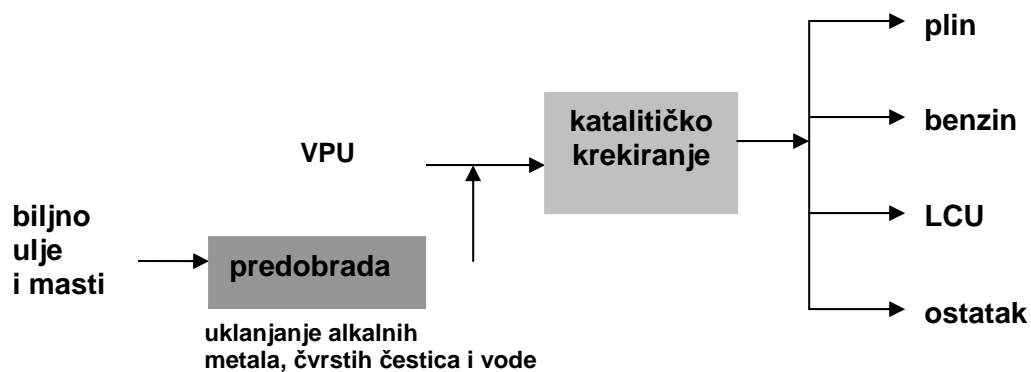 biljno
ulje
i masti
predobrada
uklanjanje alkalnih
metala, čvrstih čestica i vode
VPU
katalitičko
krekiranje
plin
benzin
LCU
ostatak